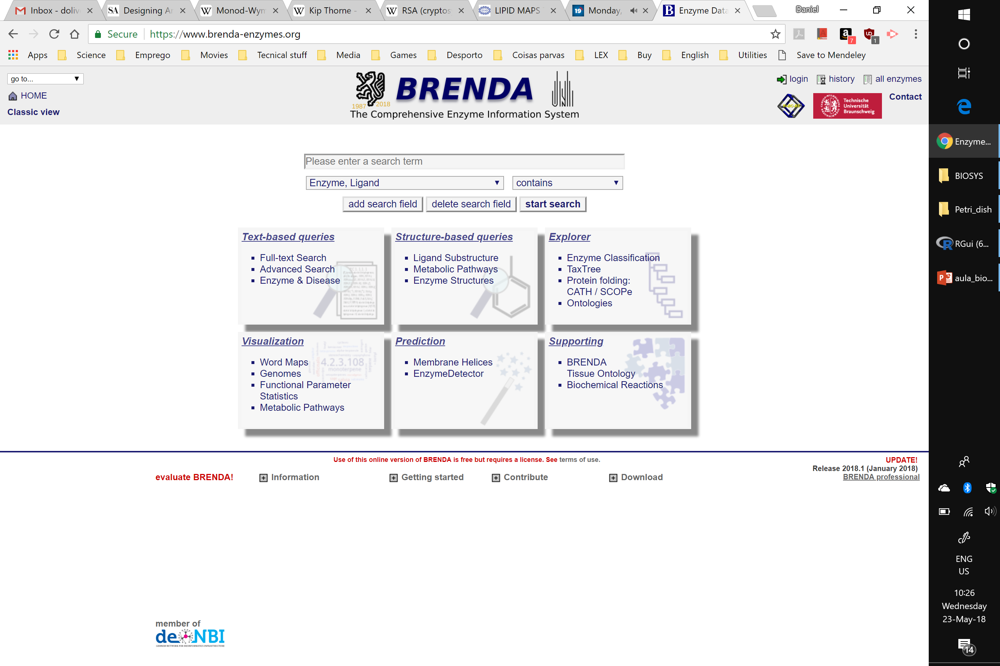 Inbox - doliv
Designing Ar
Monod-Wym
Kip Thorne -
RSA (cryptos
LIPID MAPS
Monday,
Enzyme Data
Daniel
Secure
https://www.brenda-enzymes.org
7
1
Apps
Science
Emprego
Movies
Tecnical stuff
Media
Games
Desporto
Coisas parvas
LEX
Buy
English
Utilities
Save to Mendeley
go to...
HOME
Classic view
1987 2018
BRENDA
The Comprehensive Enzyme Information System
login
history
all enzymes
Technische
Universität
Braunschweig
Contact
Please enter a search term
Enzyme, Ligand
contains
add search field
delete search field
start search
Text-based queries
Full-text Search
Advanced Search
Enzyme & Disease
Structure-based queries
Ligand Substructure
Metabolic Pathways
Enzyme Structures
Explorer
Enzyme Classification
TaxTree
Protein folding:
CATH / SCOPe
Ontologies
Visualization
Word Maps
Genomes
Functional Parameter
Statistics
Metabolic Pathways
4.2.3.108
monoterpene
Prediction
Membrane Helices
EnzymeDetector
Supporting
BRENDA
Tissue Ontology
Biochemical Reactions
Use of this online version of BRENDA is free but requires a license. See terms of use.
UPDATE!
Release 2018.1 (January 2018)
BRENDA professional
evaluate BRENDA!
Information
Getting started
Contribute
Download
member of
de NBI
GERMAN NETWORK FOR BIOINFORMATICS INFRASTRUCTURE
Enzyme...
BIOSYS
Petri_dish
RGui (6...
aula_bio...
ENG
US
10:26
Wednesday
23-May-18
14